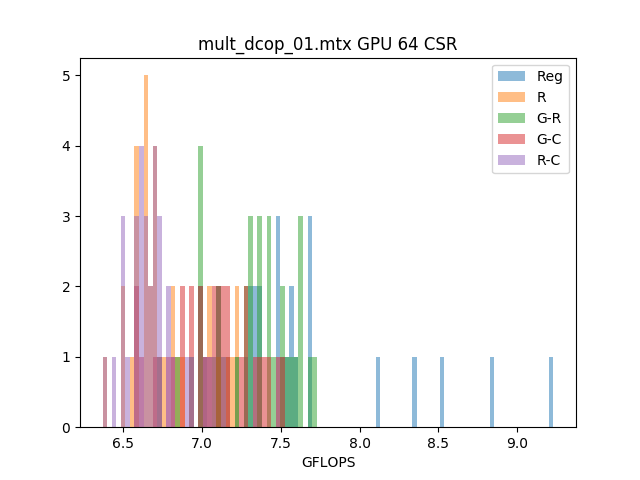 mult_dcop_01.mtx GPU 64 CSR
5
4
3
2
1
0
Reg
R
G-R
G-C
R-C
6.5 7.0 7.5 8.0 8.5 9.0
GFLOPS